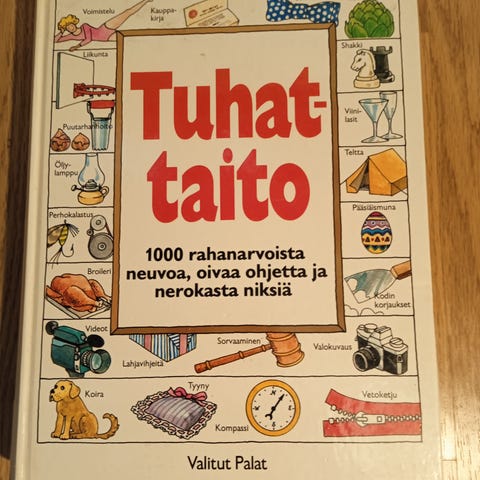 Voimistelu
Kauppa-
kirja
Liikunta
Shakki
Puutarhanhoito
Viini-
lasit
Öljy-
lamppu
Teltta
Perhokalastus
Pääsiäismuna
Broileri
Kodin
korjaukset
Tuhat-
taito
1000 rahanarvoista
neuvoa, oivaa ohjetta ja
nerokasta niksiä
Videot
Lahjavihjeitä
Sorvaaminen
Valokuvaus
Koira
Tyyny
Kompassi
Vetoketju
Valitut Palat